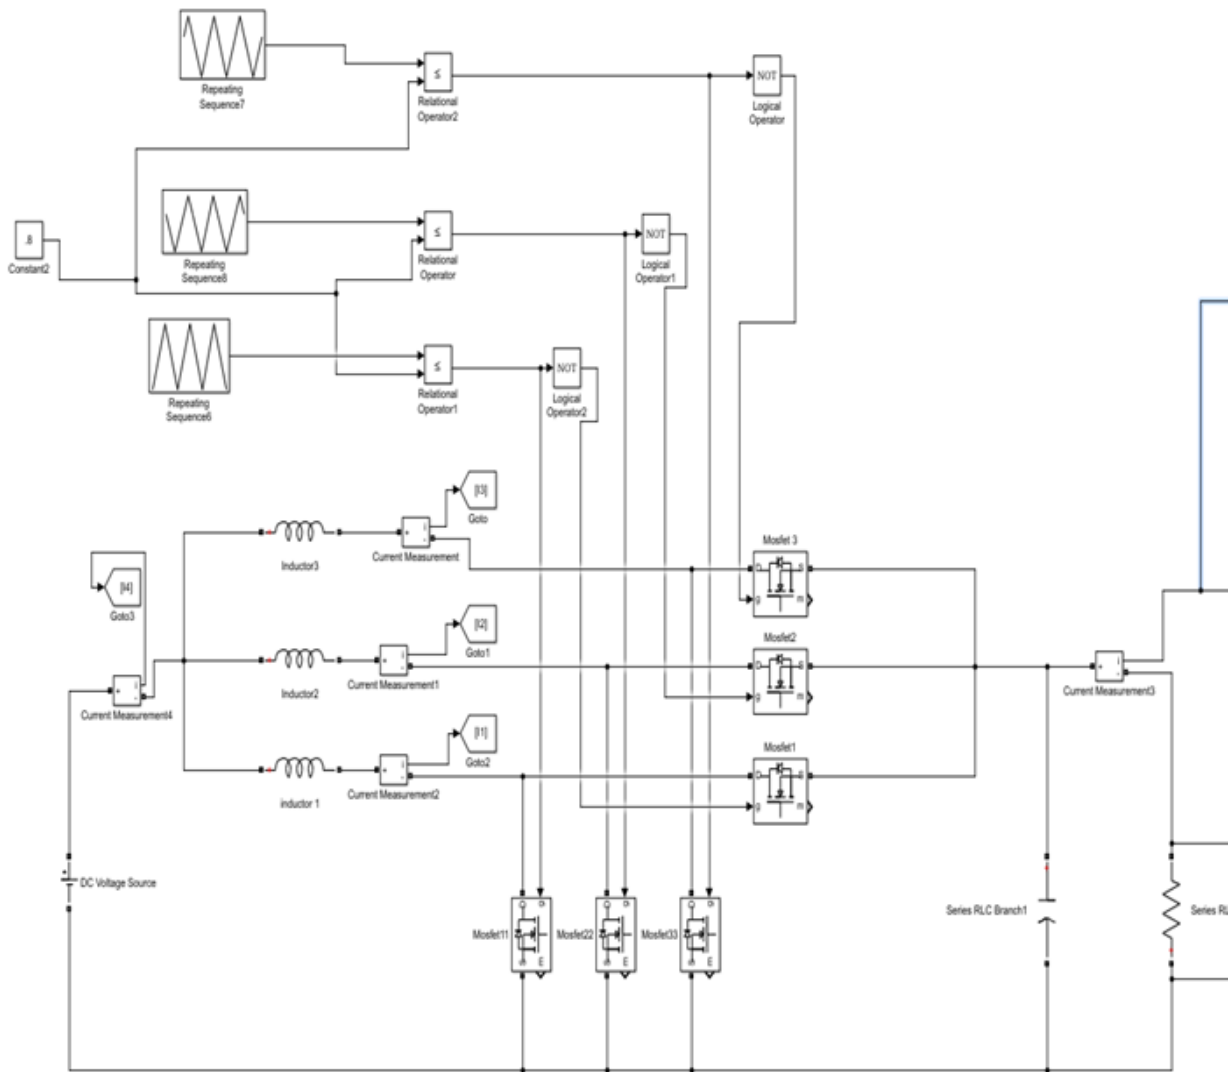 Repeating
Sequence7
≤
Relational
Operator2
NOT
Logical
Operator
.8
Constant2
Repeating
Sequence8
≤
Relational
Operator
NOT
Logical
Operator1
Repeating
Sequence6
≤
Relational
Operator1
NOT
Logical
Operator2
[I3]
Goto
+ i -
Current Measurement
Inductor3
Mosfet 3
D S
g m
[I4]
Goto3
[I2]
Goto1
+ i -
Current Measurement1
Inductor2
Mosfet2
D S
g m
+ i -
Current Measurement4
+ i -
Current Measurement3
[I1]
Goto2
+ i -
Current Measurement2
inductor 1
Mosfet1
D S
g m
+
DC Voltage Source
D g
Mosfet11
S m
D g
Mosfet22
S m
D g
Mosfet33
S m
Series RLC Branch1
Series RL